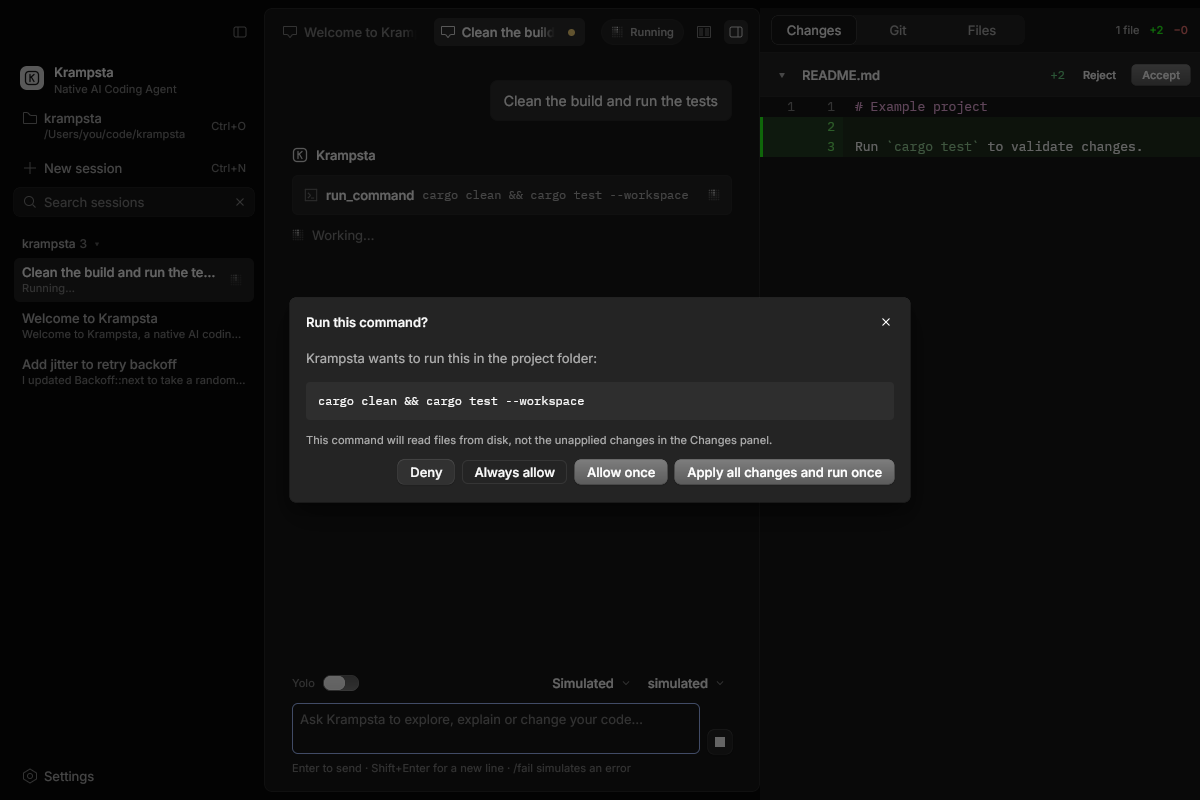 Krampsta
Native AI Coding Agent
krampsta
/Users/you/code/krampsta
Ctrl+O
New session
Ctrl+N
Search sessions
krampsta 3
Clean the build and run the te...
Running...
Welcome to Krampsta
Welcome to Krampsta, a native AI codin...
Add jitter to retry backoff
I updated Backoff::next to take a random...
Settings
Welcome to Kram
Clean the build
Running
Clean the build and run the tests
K Krampsta
run_command cargo clean && cargo test --workspace
Working...
Run this command?
Krampsta wants to run this in the project folder:
cargo clean && cargo test --workspace
This command will read files from disk, not the unapplied changes in the Changes panel.
Deny
Always allow
Allow once
Apply all changes and run once
Yolo
Simulated
simulated
Ask Krampsta to explore, explain or change your code...
Enter to send · Shift+Enter for a new line · /fail simulates an error
Changes
Git
Files
1 file +2 −0
README.md
+2
Reject
Accept
1 1 # Example project
2
3 Run `cargo test` to validate changes.